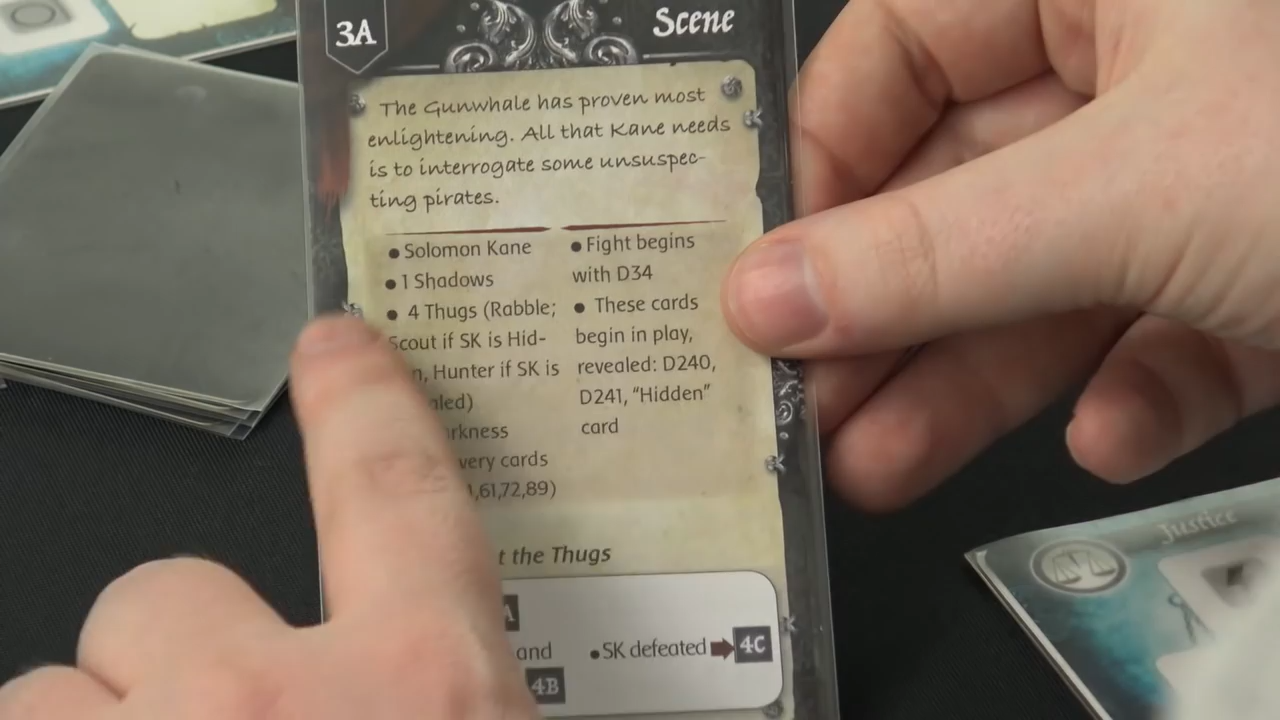 3A
Scene
The Gunwhale has proven most
enlightening. All that Kane needs
is to interrogate some unsuspec-
ting pirates.
• Solomon Kane
• 1 Shadows
• 4 Thugs (Rabble;
Scout if SK is Hid-
n, Hunter if SK is
aled)
rkness
very cards
,61,72,89)
• Fight begins
with D34
• These cards
begin in play,
revealed: D240,
D241, “Hidden”
card
t the Thugs
A
and
4B
• SK defeated
4C
Justice